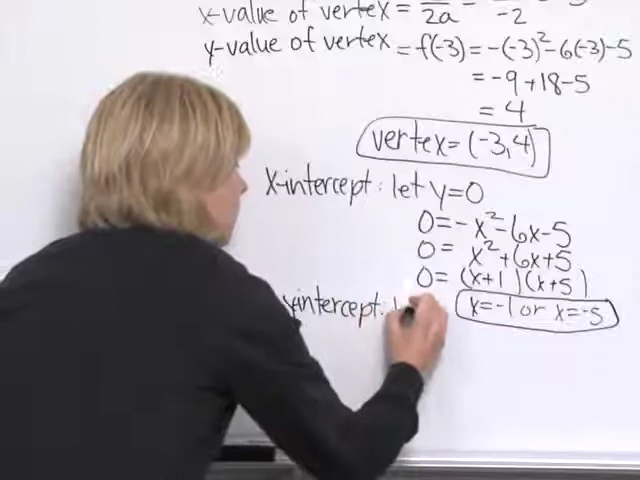 x-value of vertex = 2a -2
y-value of vertex = f(-3) = -(-3)²-6(-3)-5
= -9+18-5
= 4
vertex = (-3,4)
x-intercept: let y=0
0=-x²-6x-5
0= x²+6x+5
0= (x+1)(x+5)
y-intercept: x=-1 or x=-5